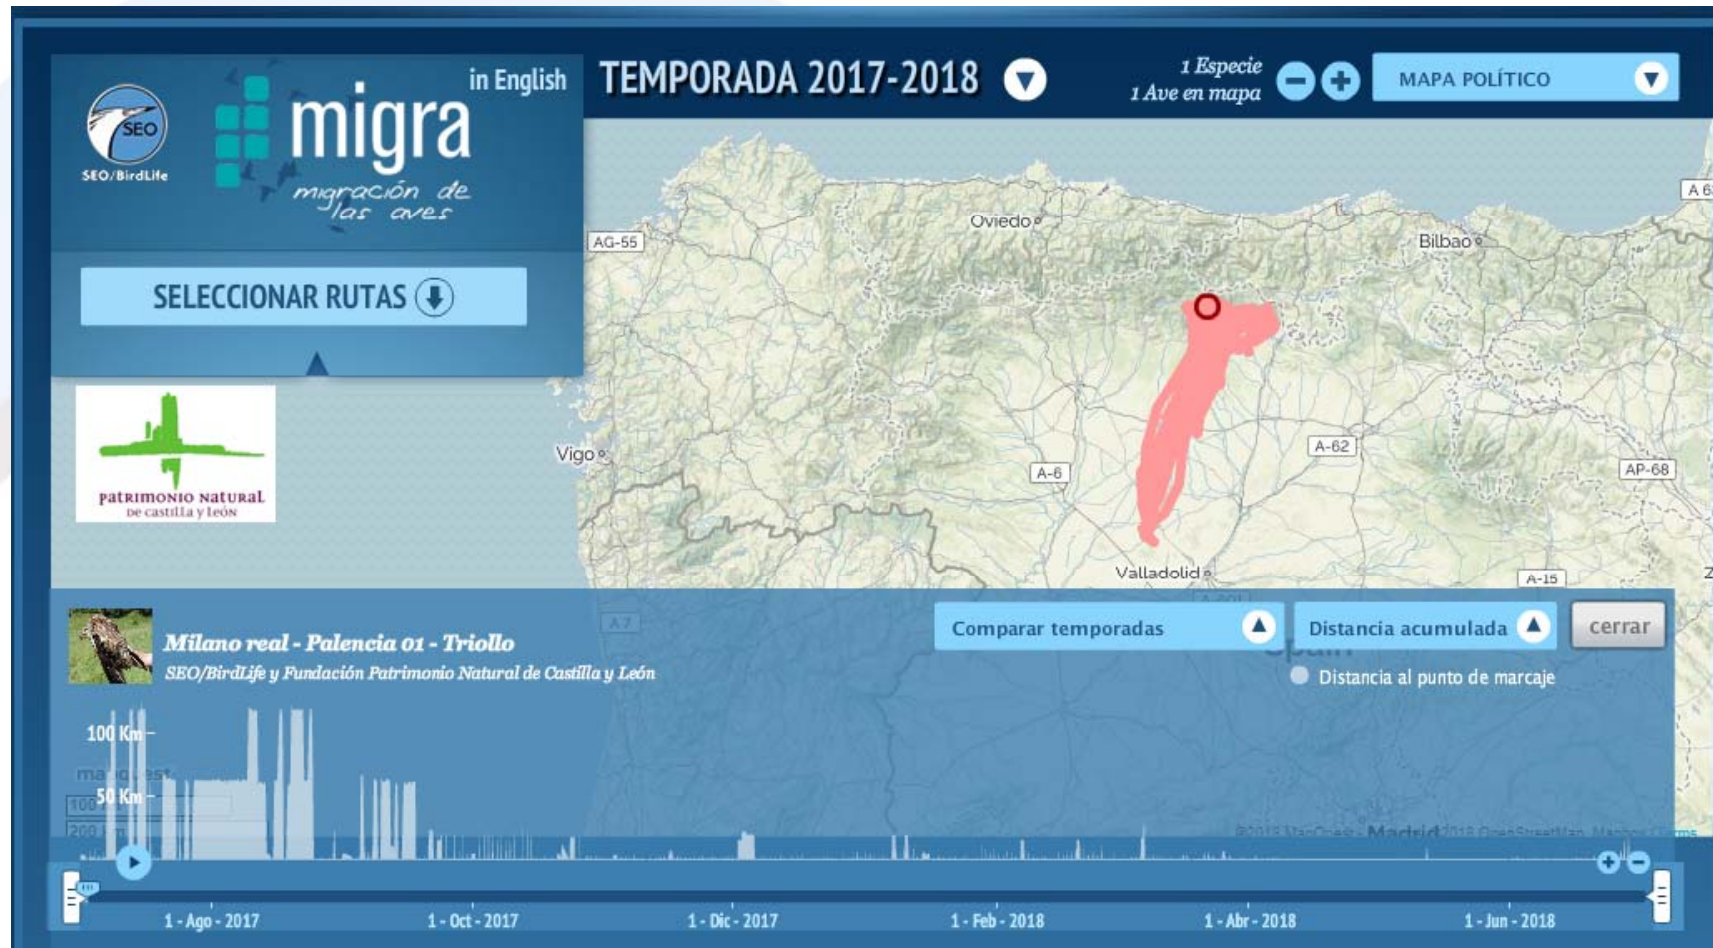 in English
TEMPORADA 2017-2018
1 Especie
1 Ave en mapa
MAPA POLÍTICO
SEO
SEO/BirdLife
migra
migración de
las aves
SELECCIONAR RUTAS
AG-55
Oviedo
Bilbao
A 6
Vigo
A-6
A-62
AP-68
Valladolid
A-15
PATRIMONIO NATURAL
DE CASTILLA Y LEÓN
Milano real - Palencia 01 - Triollo
SEO/BirdLife y Fundación Patrimonio Natural de Castilla y León
Comparar temporadas
Distancia acumulada
cerrar
Distancia al punto de marcaje
Spain
A7
100 Km
50 Km
Madrid
1 - Ago - 2017
1 - Oct - 2017
1 - Dic - 2017
1 - Feb - 2018
1 - Abr - 2018
1 - Jun - 2018